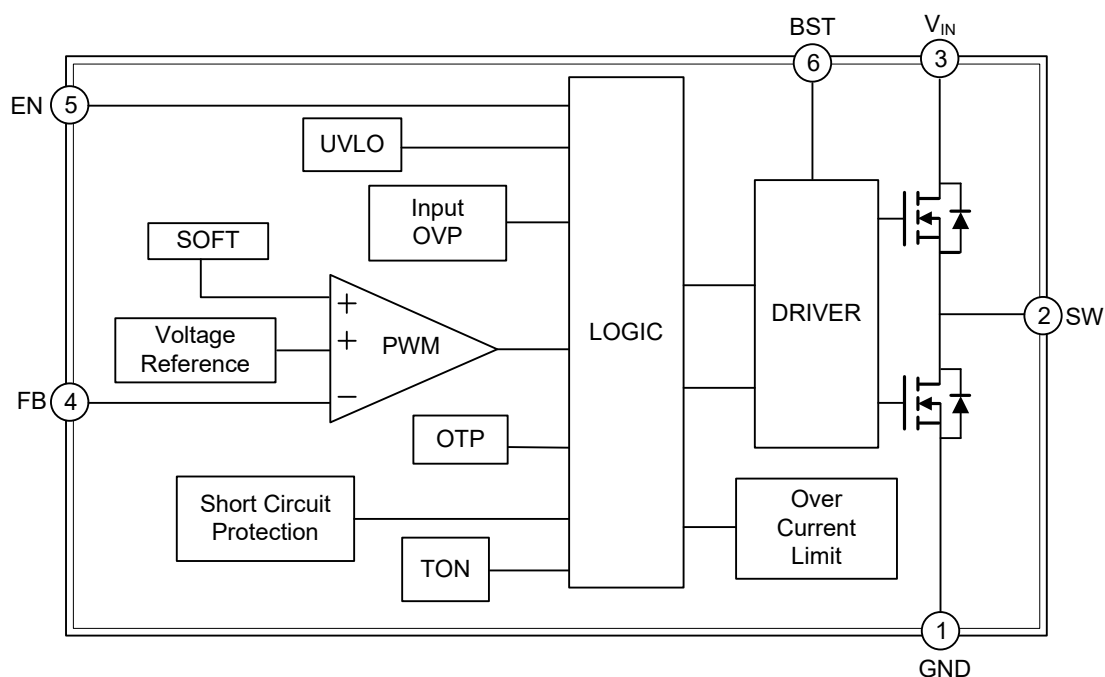 BST
V_IN
6
3
EN
5
UVLO
Input
OVP
SOFT
+
Voltage
Reference
+
PWM
LOGIC
DRIVER
2
SW
FB
4
−
OTP
Short Circuit
Protection
Over
Current
Limit
TON
1
GND